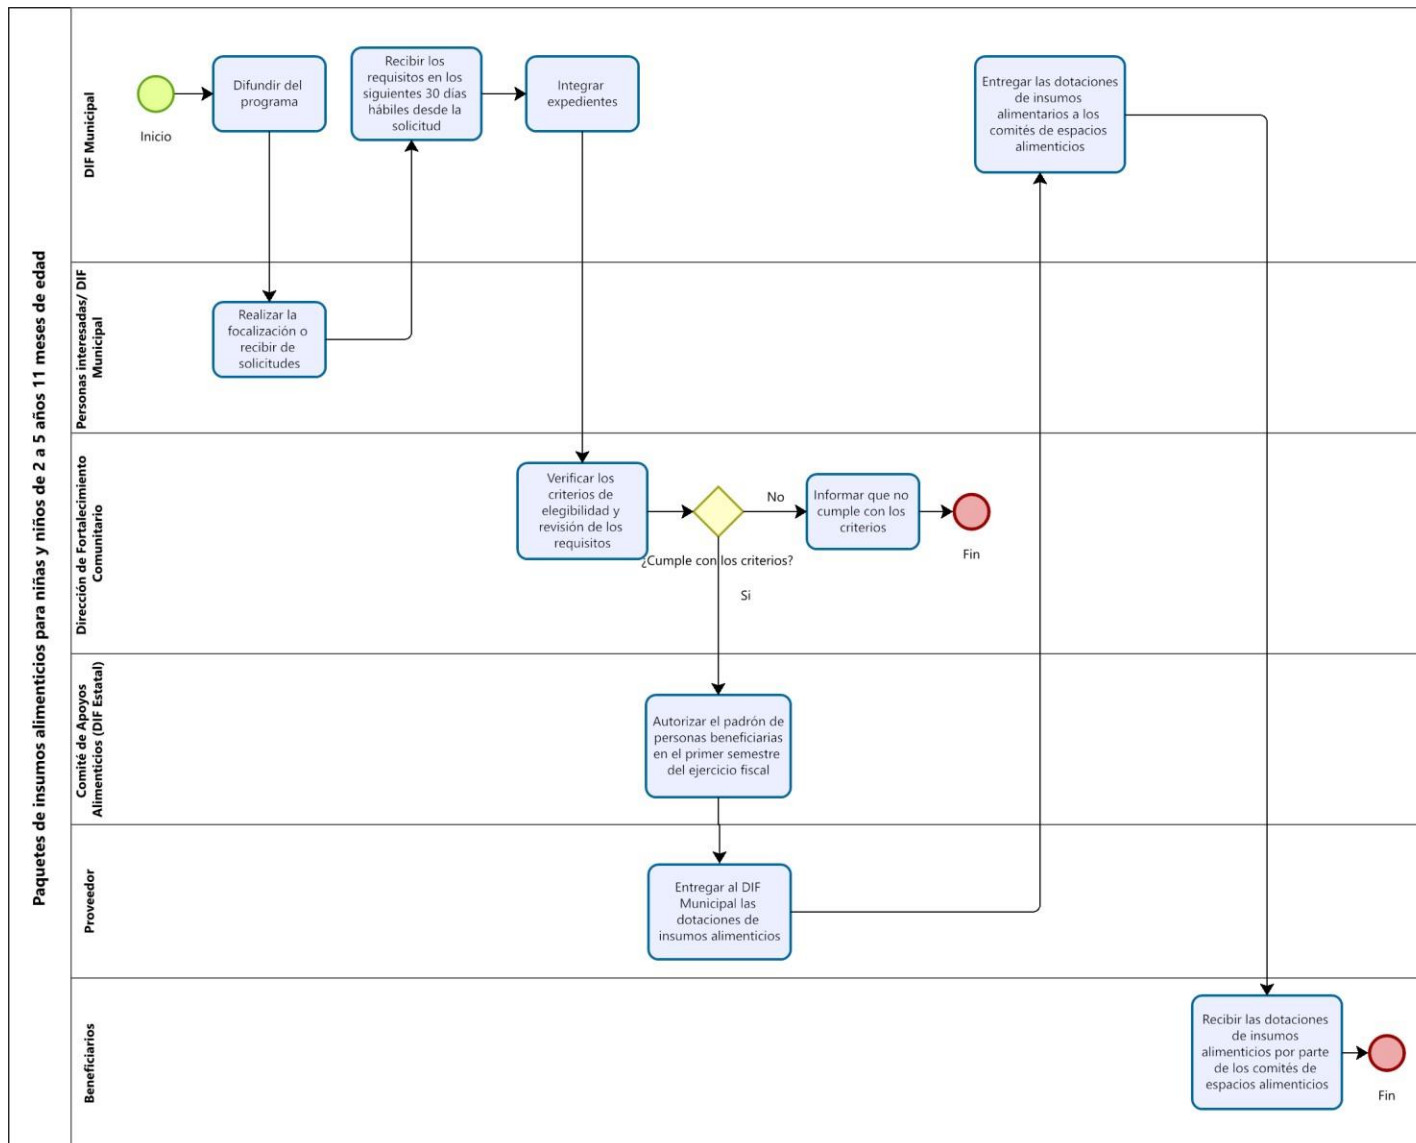 Paquetes de insumos alimenticios para niñas y niños de 2 a 5 años 11 meses de edad
DIF Municipal
Inicio
Difundir del
programa
Recibir los
requisitos en los
siguientes 30 días
hábiles desde la
solicitud
Integrar
expedientes
Entregar las dotaciones
de insumos
alimentarios a los
comités de espacios
alimenticios
Personas interesadas/ DIF
Municipal
Realizar la
focalización o
recibir de
solicitudes
Dirección de Fortalecimiento
Comunitario
Verificar los
criterios de
elegibilidad y
revisión de los
requisitos
¿Cumple con los criterios?
No
Si
Informar que no
cumple con los
criterios
Fin
Comité de Apoyos
Alimenticios (DIF Estatal)
Autorizar el padrón de
personas beneficiarias
en el primer semestre
del ejercicio fiscal
Proveedor
Entregar al DIF
Municipal las
dotaciones de
insumos alimenticios
Beneficiarios
Recibir las dotaciones
de insumos
alimenticios por parte
de los comités de
espacios alimenticios
Fin